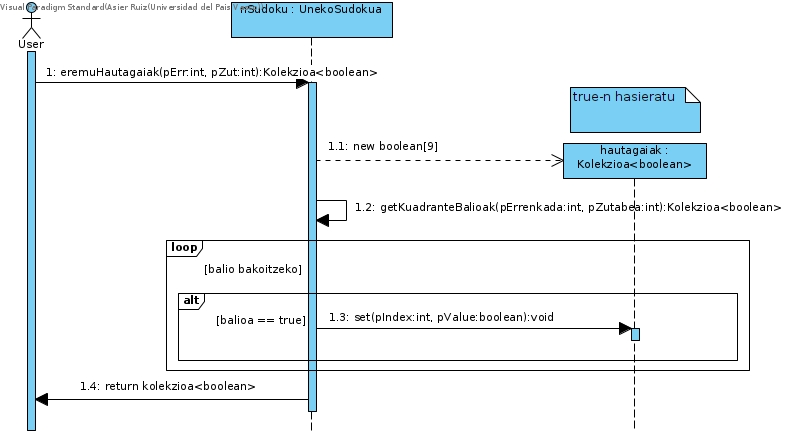 Visual Paradigm Standard(Asier Ruiz(Universidad del Pais
nSudoku : UnekoSudokua
User
1: eremuHautagaiak(pErr:int, pZut:int):Kolekzioa<boolean>
true-n hasieratu
1.1: new boolean[9]
hautagaiak :
Kolekzioa<boolean>
1.2: getKuadranteBalioak(pErrenkada:int, pZutabea:int):Kolekzioa<boolean>
loop
[balio bakoitzeko]
alt
[balioa == true]
1.3: set(pIndex:int, pValue:boolean):void
1.4: return kolekzioa<boolean>